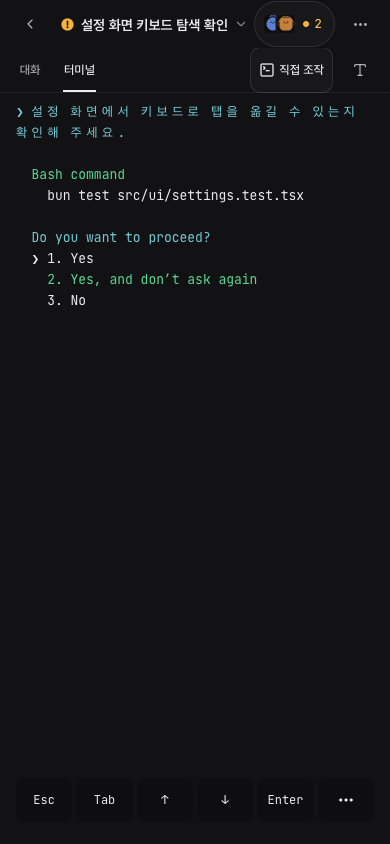 설정 화면 키보드 탐색 확인
2
대화
터미널
직접 조작
T
❯ 설정 화면에서 키보드로 탭을 옮길 수 있는지
확인해 주세요.
Bash command
bun test src/ui/settings.test.tsx
Do you want to proceed?
❯ 1. Yes
2. Yes, and don't ask again
3. No
Esc
Tab
↑
↓
Enter
•••